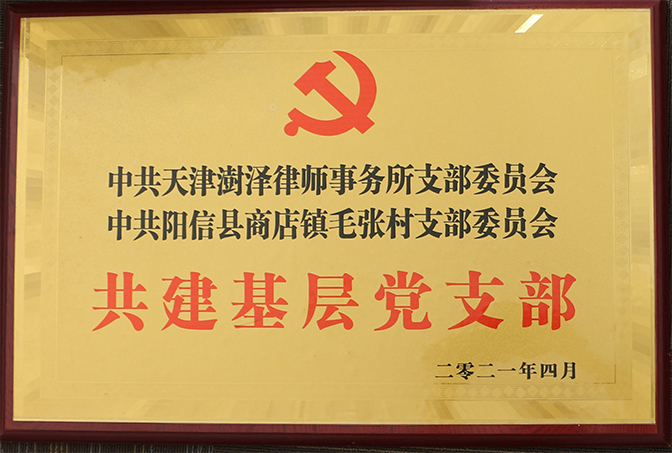 中共天津澍泽律师事务所支部委员会
中共阳信县商店镇毛张村支部委员会
共建基层党支部
二零二一年四月